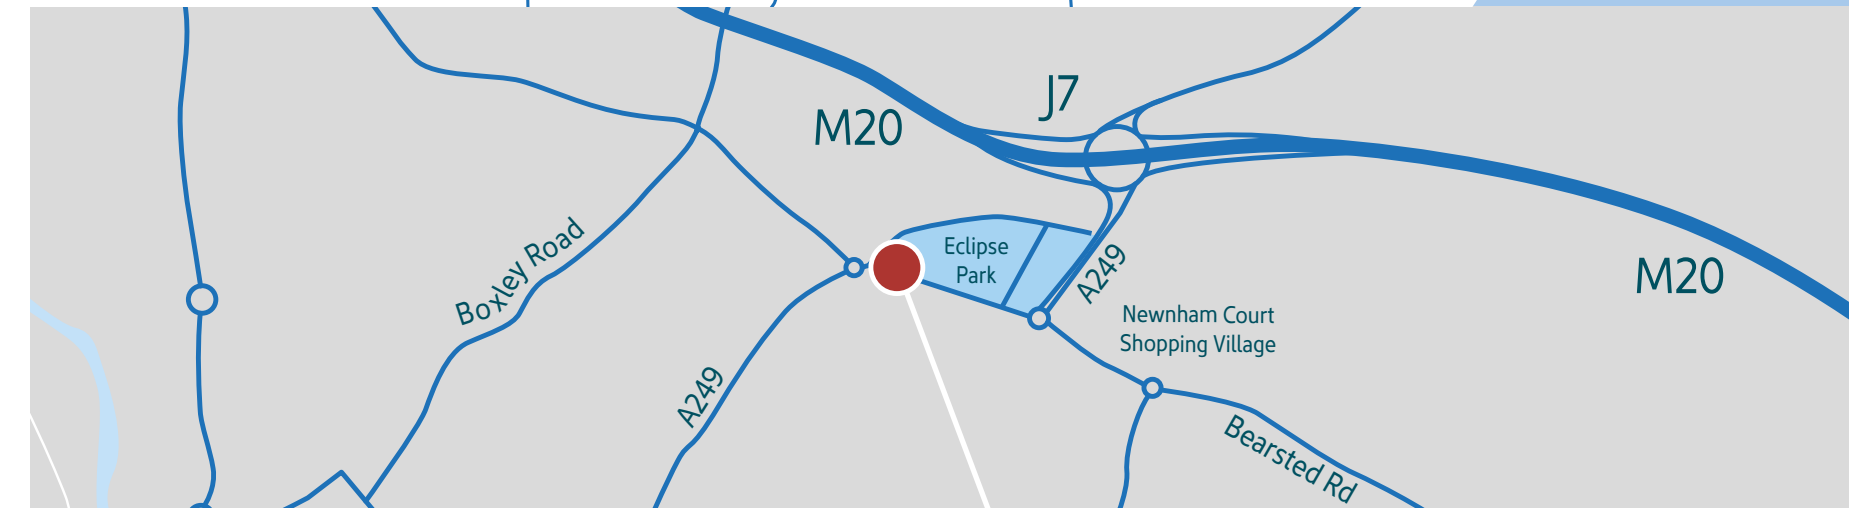 J7
M20
Boxley Road
Eclipse
Park
A249
M20
Newnham Court
Shopping Village
A249
Bearsted Rd